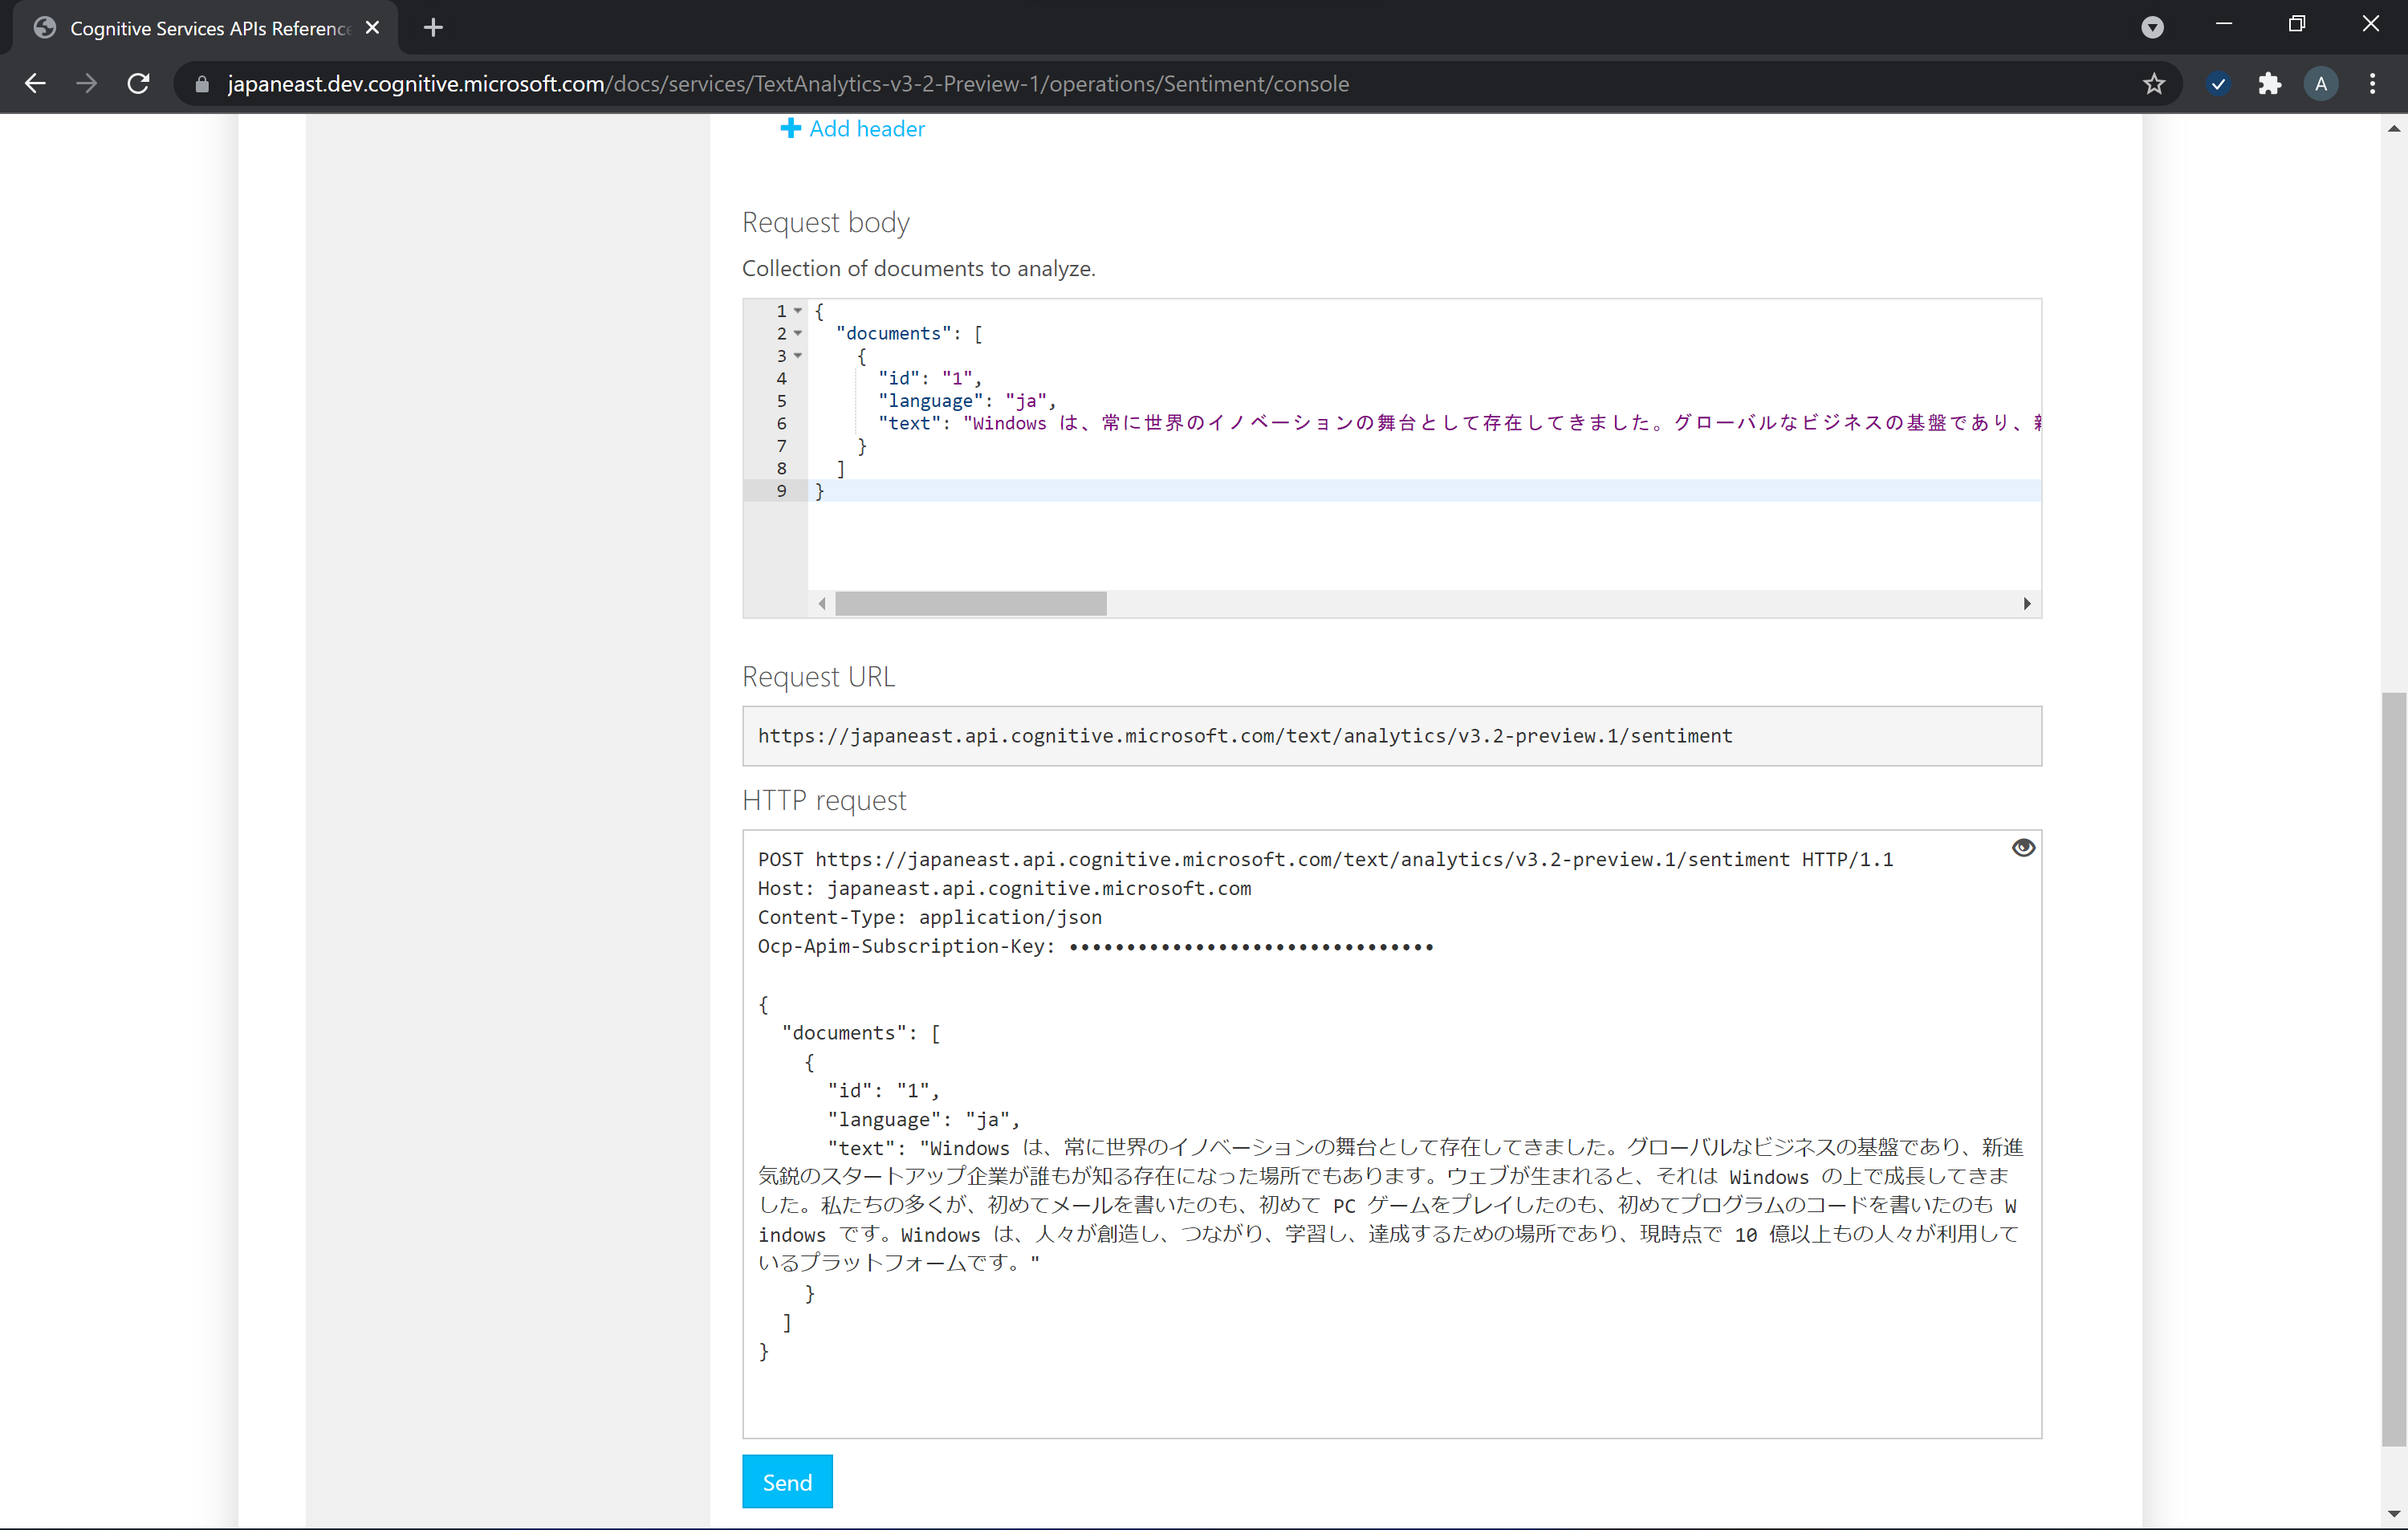 Cognitive Services APIs Reference
japaneast.dev.cognitive.microsoft.com/docs/services/TextAnalytics-v3-2-Preview-1/operations/Sentiment/console
A
Add header
Request body
Collection of documents to analyze.
1 {
2 "documents": [
3 {
4 "id": "1",
5 "language": "ja",
6 "text": "Windows は、常に世界のイノベーションの舞台として存在してきました。グローバルなビジネスの基盤であり、
7 }
8 ]
9 }
Request URL
https://japaneast.api.cognitive.microsoft.com/text/analytics/v3.2-preview.1/sentiment
HTTP request
POST https://japaneast.api.cognitive.microsoft.com/text/analytics/v3.2-preview.1/sentiment HTTP/1.1
Host: japaneast.api.cognitive.microsoft.com
Content-Type: application/json
Ocp-Apim-Subscription-Key: ••••••••••••••••••••••••••••••••
{
"documents": [
{
"id": "1",
"language": "ja",
"text": "Windows は、常に世界のイノベーションの舞台として存在してきました。グローバルなビジネスの基盤であり、新進
気鋭のスタートアップ企業が誰もが知る存在になった場所でもあります。ウェブが生まれると、それは Windows の上で成長してきま
した。私たちの多くが、初めてメールを書いたのも、初めて PC ゲームをプレイしたのも、初めてプログラムのコードを書いたのも W
indows です。Windows は、人々が創造し、つながり、学習し、達成するための場所であり、現時点で 10 億以上もの人々が利用して
いるプラットフォームです。"
}
]
}
Send